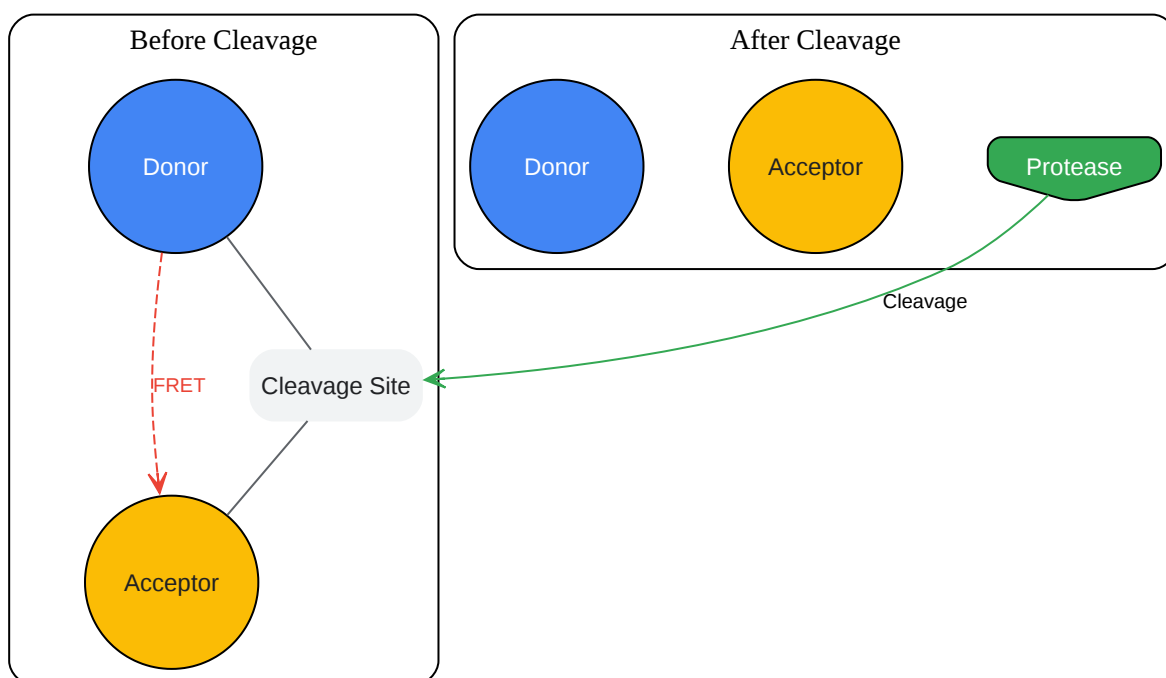 Before Cleavage
Donor
FRET
Cleavage Site
Acceptor
After Cleavage
Donor
Acceptor
Protease
Cleavage